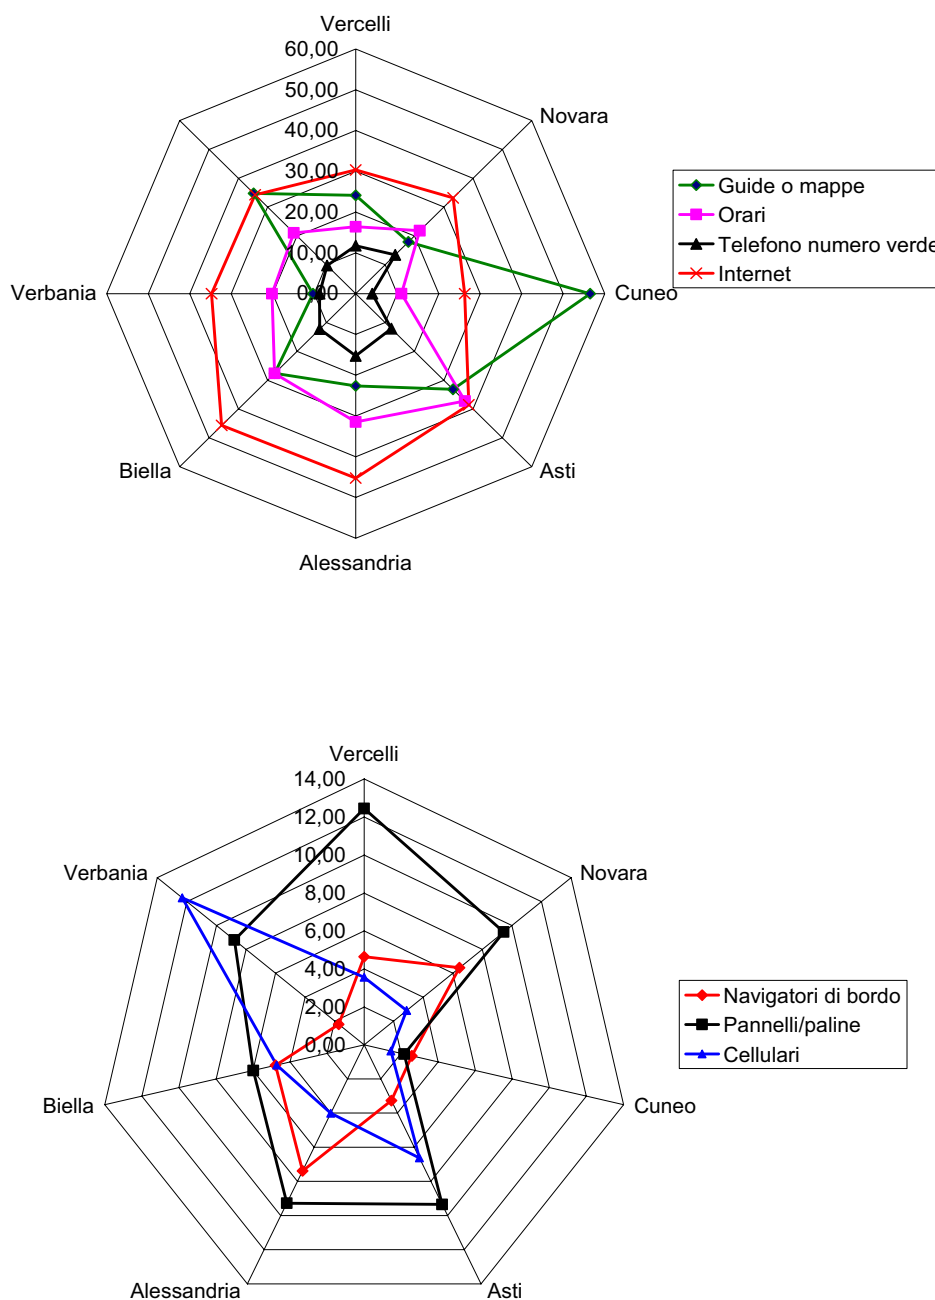 Vercelli
60,00
50,00
40,00
30,00
20,00
10,00
0,00
Novara
Cuneo
Asti
Alessandria
Biella
Verbania
Guide o mappe
Orari
Telefono numero verde
Internet
Vercelli
14,00
12,00
10,00
8,00
6,00
4,00
2,00
0,00
Novara
Cuneo
Asti
Alessandria
Biella
Verbania
Navigatori di bordo
Pannelli/paline
Cellulari